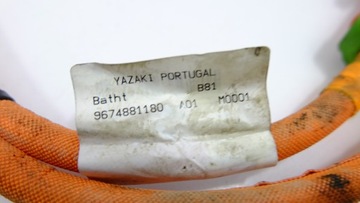 YAZAKI PORTUGAL
Batht B81
9674881180 A01 M0001